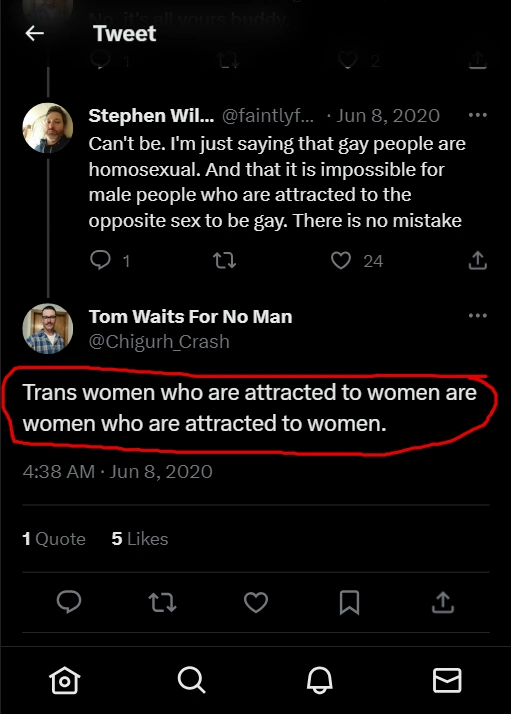 No, it's all yours buddy.
Tweet
1
2
Stephen Wil... @faintlyf... · Jun 8, 2020
Can't be. I'm just saying that gay people are
homosexual. And that it is impossible for
male people who are attracted to the
opposite sex to be gay. There is no mistake
1
24
Tom Waits For No Man
@Chigurh_Crash
Trans women who are attracted to women are
women who are attracted to women.
4:38 AM · Jun 8, 2020
1 Quote 5 Likes